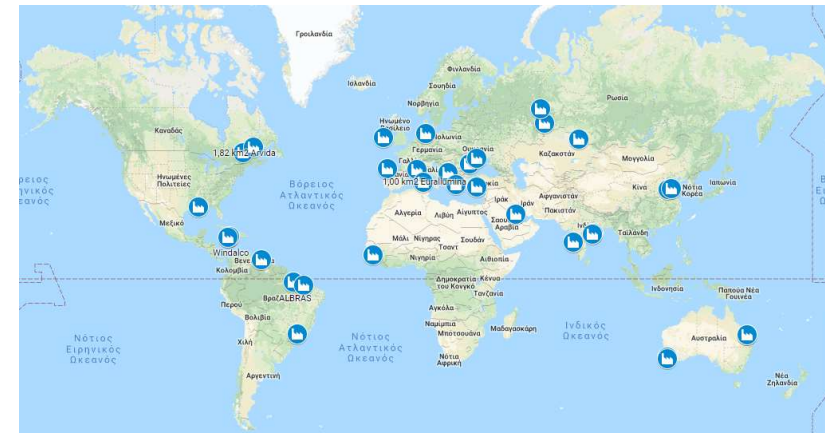 Γροιλανδία
Ισλανδία
Φινλανδία
Σουηδία
Νορβηγία
Ρωσία
Καναδάς
Ηνωμένο
Βασίλειο
Πολωνία
Γερμανία
Ουκρανία
Καζακστάν
Μογγολία
1,82 km2 Arvida
Ηνωμένες
Πολιτείες
Βόρειος
Ατλαντικός
Ωκεανός
1,00 km2 Eurallumina
Ιράκ
Ιράν
Αφγανιστάν
Πακιστάν
Κίνα
Νότια
Κορέα
Ιαπωνία
Μεξικό
Αλγερία
Λιβύη
Αίγυπτος
Σαουδ
Αραβία
Ταϊλάνδη
Μάλι
Νίγηρας
Τσαντ
Σουδάν
Νιγηρία
Αιθιοπία
Windalco
Βενε
Κολομβία
Δημοκρατία
του Κονγκό
Κένυα
Τανζανία
Ινδονησία
Παπούα Νέα
Γουινέα
ALBRAS
Βραζ
Περού
Βολιβία
Αγκόλα
Ναμίμπια
Μποτσουάνα
Μαδαγασκάρη
Νότιος
Ειρηνικός
Ωκεανός
Χιλή
Νότιος
Ατλαντικός
Ωκεανός
Ινδικός
Ωκεανός
Αυστραλία
Νότια
Αφρική
Αργεντινή
Νέα
Ζηλανδία